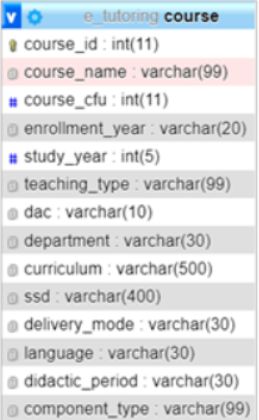 e_tutoring course
course_id : int(11)
course_name : varchar(99)
# course_cfu : int(11)
enrollment_year : varchar(20)
# study_year : int(5)
teaching_type : varchar(99)
dac : varchar(10)
department : varchar(30)
curriculum : varchar(500)
ssd : varchar(400)
delivery_mode : varchar(30)
language : varchar(30)
didactic_period : varchar(30)
component_type : varchar(99)